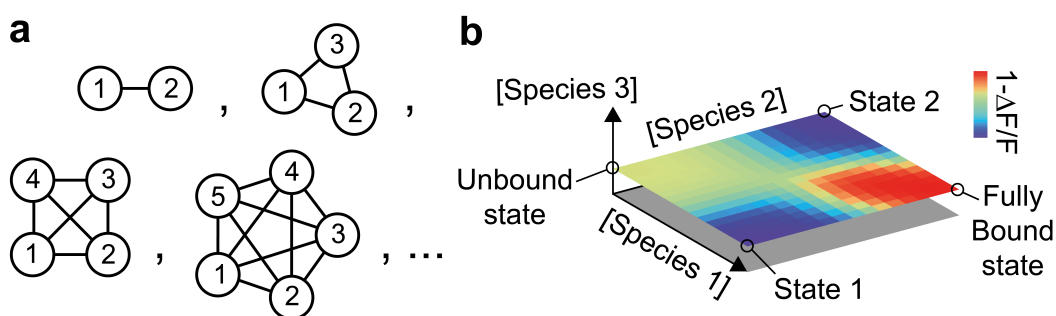 a
1
2
,
3
1
2
,
4
3
1
2
,
5
4
3
1
2
, ...
b
[Species 3]
[Species 2]
State 2
1-ΔF/F
Unbound
state
[Species 1]
State 1
Fully
Bound
state